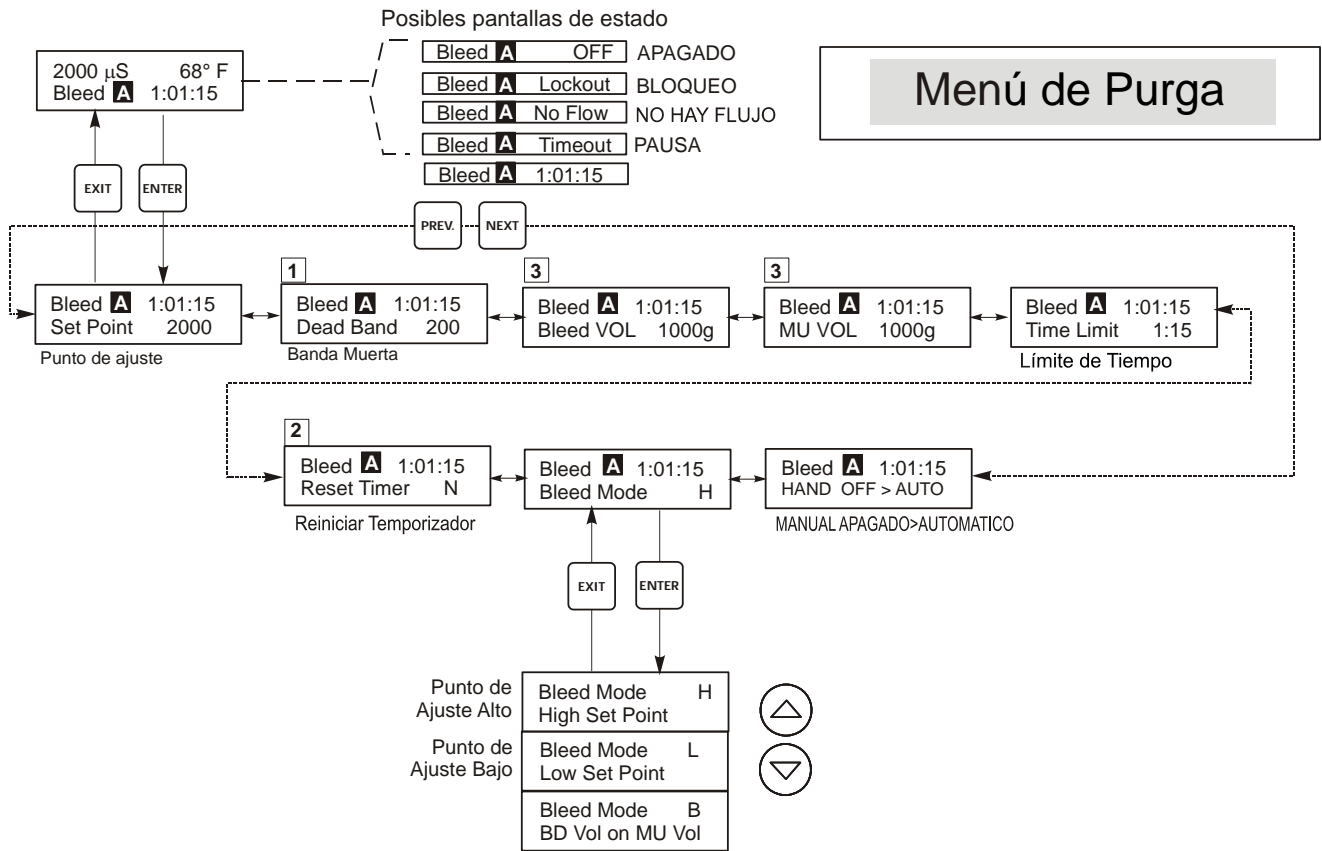 Posibles pantallas de estado
2000 µS 68° F
Bleed A 1:01:15
Bleed A OFF APAGADO
Bleed A Lockout BLOQUEO
Bleed A No Flow NO HAY FLUJO
Bleed A Timeout PAUSA
Bleed A 1:01:15
Menú de Purga
EXIT
ENTER
PREV.
NEXT
Bleed A 1:01:15
Set Point 2000
Punto de ajuste
1
Bleed A 1:01:15
Dead Band 200
Banda Muerta
3
Bleed A 1:01:15
Bleed VOL 1000g
3
Bleed A 1:01:15
MU VOL 1000g
Bleed A 1:01:15
Time Limit 1:15
Límite de Tiempo
2
Bleed A 1:01:15
Reset Timer N
Reiniciar Temporizador
Bleed A 1:01:15
Bleed Mode H
Bleed A 1:01:15
HAND OFF > AUTO
MANUAL APAGADO>AUTOMATICO
EXIT
ENTER
Punto de
Ajuste Alto
Bleed Mode H
High Set Point
Punto de
Ajuste Bajo
Bleed Mode L
Low Set Point
Bleed Mode B
BD Vol on MU Vol